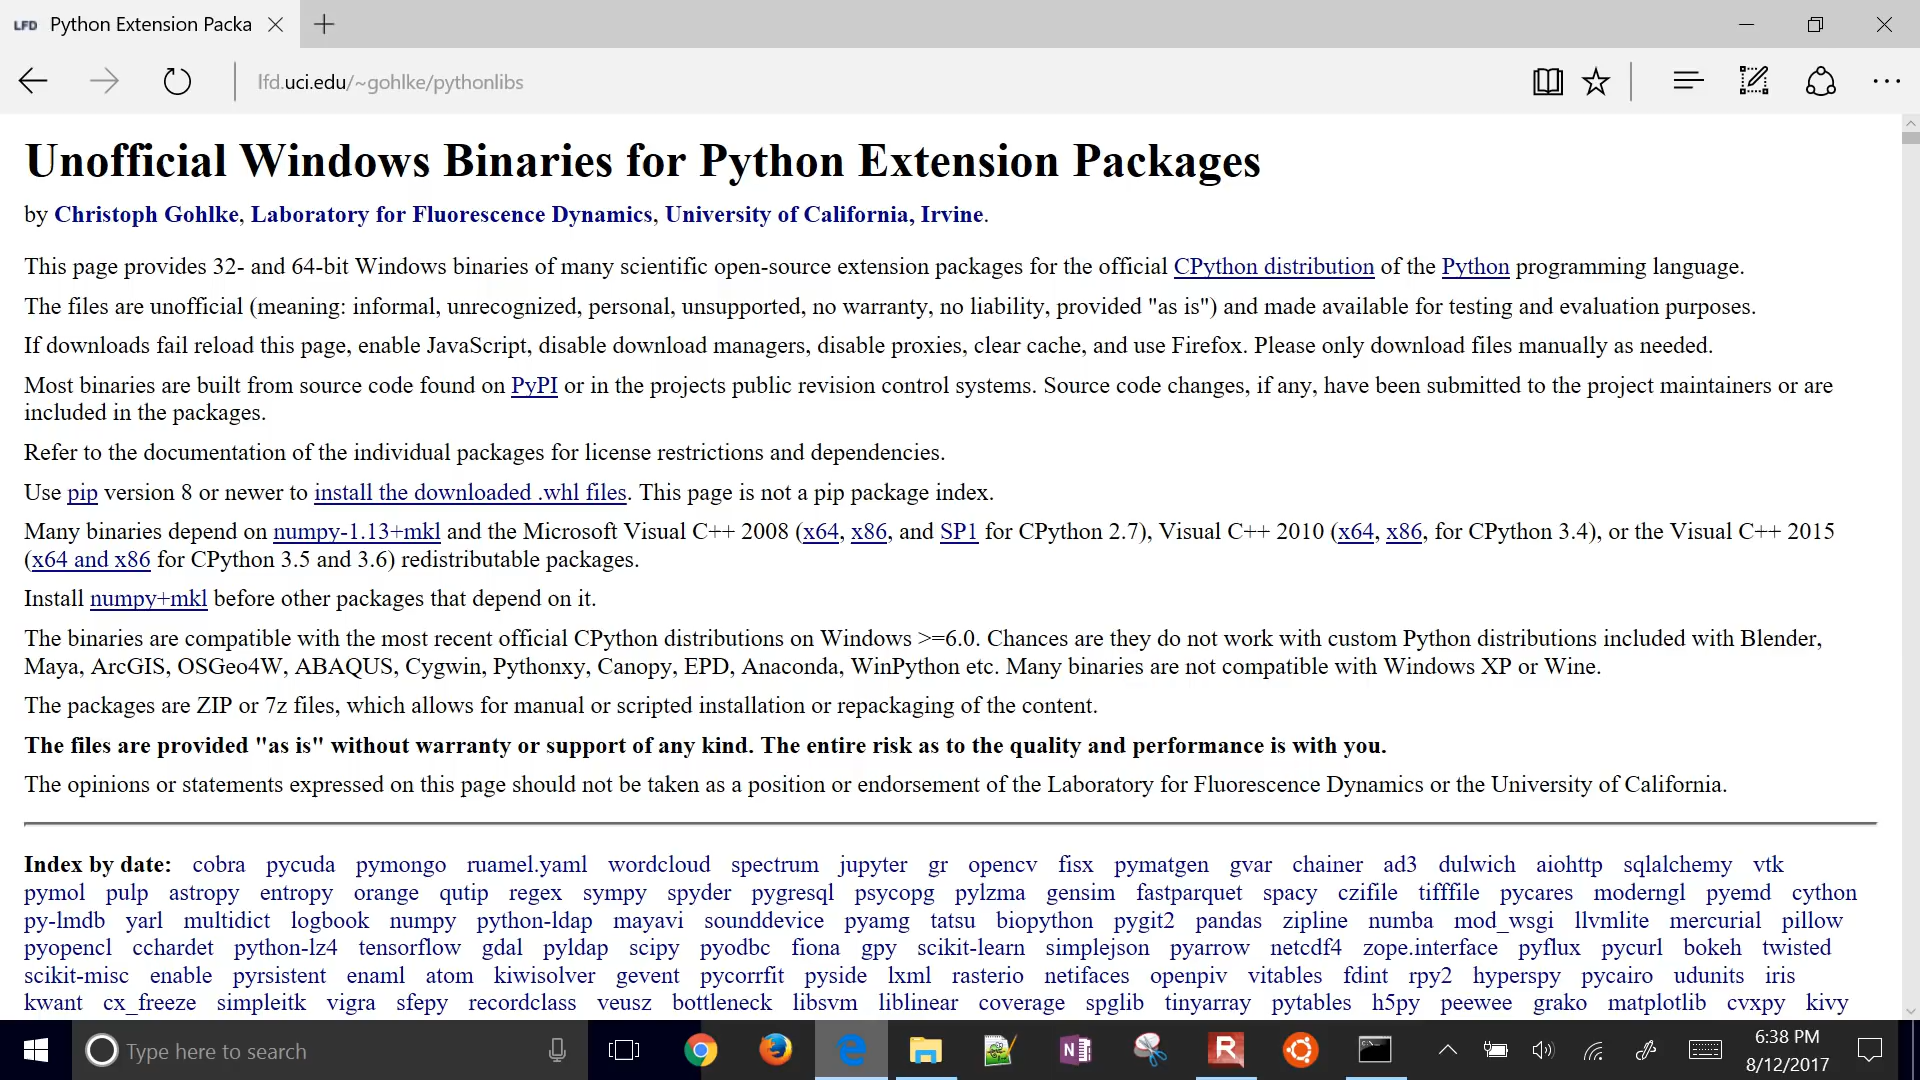 LFD Python Extension Packa
lfd.uci.edu/~gohlke/pythonlibs
Unofficial Windows Binaries for Python Extension Packages
by Christoph Gohlke, Laboratory for Fluorescence Dynamics, University of California, Irvine.
This page provides 32- and 64-bit Windows binaries of many scientific open-source extension packages for the official CPython distribution of the Python programming language.
The files are unofficial (meaning: informal, unrecognized, personal, unsupported, no warranty, no liability, provided "as is") and made available for testing and evaluation purposes.
If downloads fail reload this page, enable JavaScript, disable download managers, disable proxies, clear cache, and use Firefox. Please only download files manually as needed.
Most binaries are built from source code found on PyPI or in the projects public revision control systems. Source code changes, if any, have been submitted to the project maintainers or are
included in the packages.
Refer to the documentation of the individual packages for license restrictions and dependencies.
Use pip version 8 or newer to install the downloaded .whl files. This page is not a pip package index.
Many binaries depend on numpy-1.13+mkl and the Microsoft Visual C++ 2008 (x64, x86, and SP1 for CPython 2.7), Visual C++ 2010 (x64, x86, for CPython 3.4), or the Visual C++ 2015
(x64 and x86 for CPython 3.5 and 3.6) redistributable packages.
Install numpy+mkl before other packages that depend on it.
The binaries are compatible with the most recent official CPython distributions on Windows >=6.0. Chances are they do not work with custom Python distributions included with Blender,
Maya, ArcGIS, OSGeo4W, ABAQUS, Cygwin, Pythonxy, Canopy, EPD, Anaconda, WinPython etc. Many binaries are not compatible with Windows XP or Wine.
The packages are ZIP or 7z files, which allows for manual or scripted installation or repackaging of the content.
The files are provided "as is" without warranty or support of any kind. The entire risk as to the quality and performance is with you.
The opinions or statements expressed on this page should not be taken as a position or endorsement of the Laboratory for Fluorescence Dynamics or the University of California.
Index by date: cobra pycuda pymongo ruamel.yaml wordcloud spectrum jupyter gr opencv fisx pymatgen gvar chainer ad3 dulwich aiohttp sqlalchemy vtk
pymol pulp astropy entropy orange qutip regex sympy spyder pygresql psycopg pylzma gensim fastparquet spacy czifile tifffile pycares moderngl pyemd cython
py-lmdb yarl multidict logbook numpy python-ldap mayavi sounddevice pyamg tatsu biopython pygit2 pandas zipline numba mod_wsgi llvmlite mercurial pillow
pyopencl cchardet python-lz4 tensorflow gdal pyldap scipy pyodbc fiona gpy scikit-learn simplejson pyarrow netcdf4 zope.interface pyflux pycurl bokeh twisted
scikit-misc enable pyrsistent enaml atom kiwisolver gevent pycorrfit pyside lxml rasterio netifaces openpiv vitables fdint rpy2 hyperspy pycairo udunits iris
kwant cx_freeze simpleitk vigra sfepy recordclass veusz bottleneck libsvm liblinear coverage spglib tinyarray pytables h5py peewee grako matplotlib cvxpy kivy
Type here to search
6:38 PM
8/12/2017